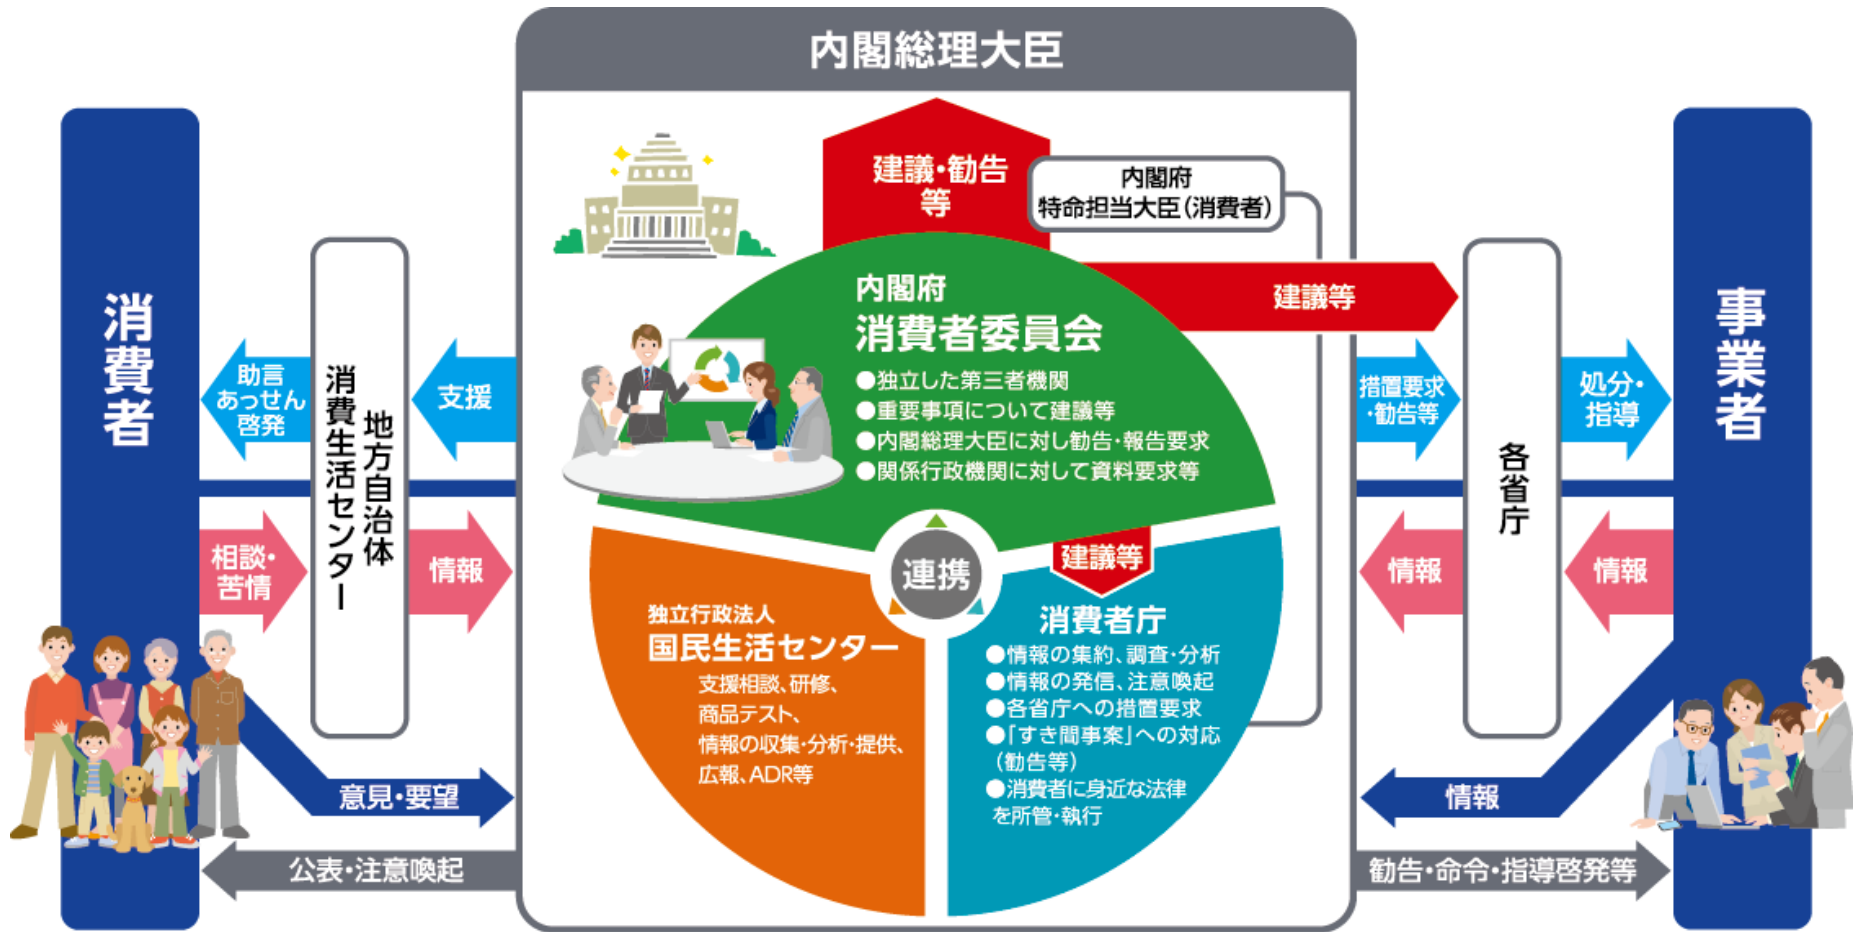 内閣総理大臣
建議・勧告
等
内閣府
特命担当大臣(消費者)
建議等
内閣府
消費者委員会
●独立した第三者機関
●重要事項について建議等
●内閣総理大臣に対し勧告・報告要求
●関係行政機関に対して資料要求等
連携
建議等
独立行政法人
国民生活センター
支援相談、研修、
商品テスト、
情報の収集・分析・提供、
広報、ADR等
消費者庁
●情報の集約、調査・分析
●情報の発信、注意喚起
●各省庁への措置要求
●「すき間事案」への対応
(勧告等)
●消費者に身近な法律
を所管・執行
消費者
助言
あっせん
啓発
相談・
苦情
地方自治体
消費生活センター
支援
情報
意見・要望
公表・注意喚起
措置要求
・勧告等
情報
各省庁
処分・
指導
情報
事業者
情報
勧告・命令・指導啓発等